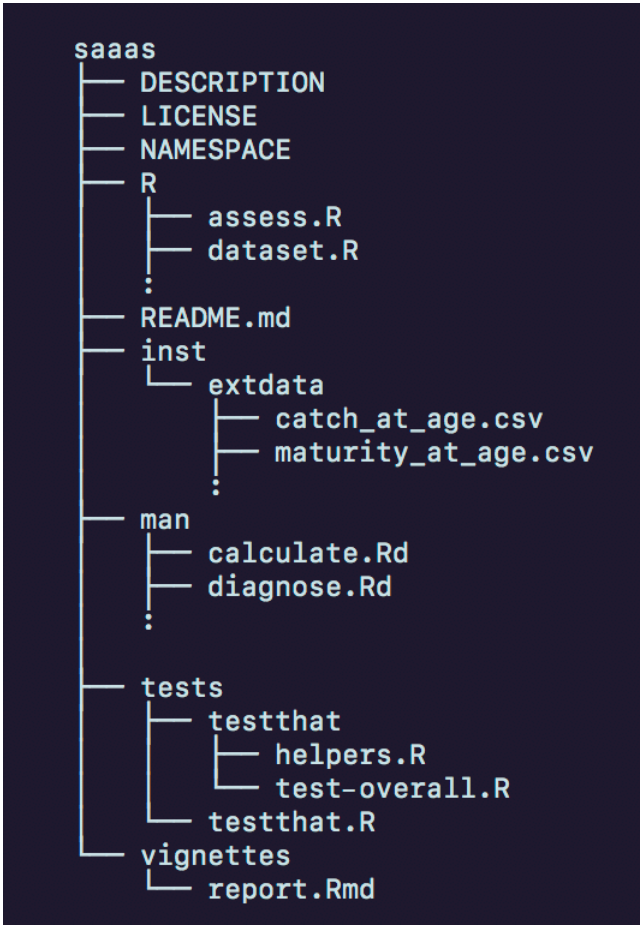 saaas
├── DESCRIPTION
├── LICENSE
├── NAMESPACE
├── R
│   ├── assess.R
│   ├── dataset.R
│   :
├── README.md
├── inst
│   └── extdata
│       ├── catch_at_age.csv
│       ├── maturity_at_age.csv
│       :
├── man
│   ├── calculate.Rd
│   ├── diagnose.Rd
│   :
│
├── tests
│   ├── testthat
│   │   ├── helpers.R
│   │   └── test-overall.R
│   └── testthat.R
└── vignettes
    └── report.Rmd